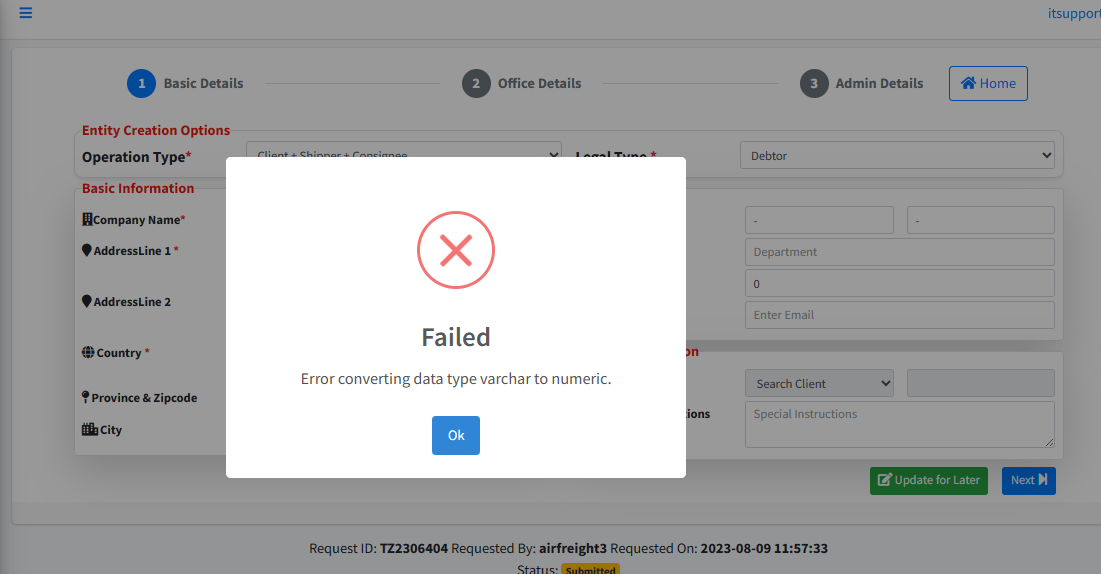 itsupport
1 Basic Details 2 Office Details 3 Admin Details Home
Entity Creation Options
Operation Type* Client + Shipper + Consignee Legal Type * Debtor
Basic Information
Company Name* - -
AddressLine 1 * Department
0
AddressLine 2 Enter Email
Country *
Province & Zipcode Search Client
City Special Instructions
Failed
Error converting data type varchar to numeric.
Ok
Update for Later Next
Request ID: TZ2306404 Requested By: airfreight3 Requested On: 2023-08-09 11:57:33
Status: Submitted